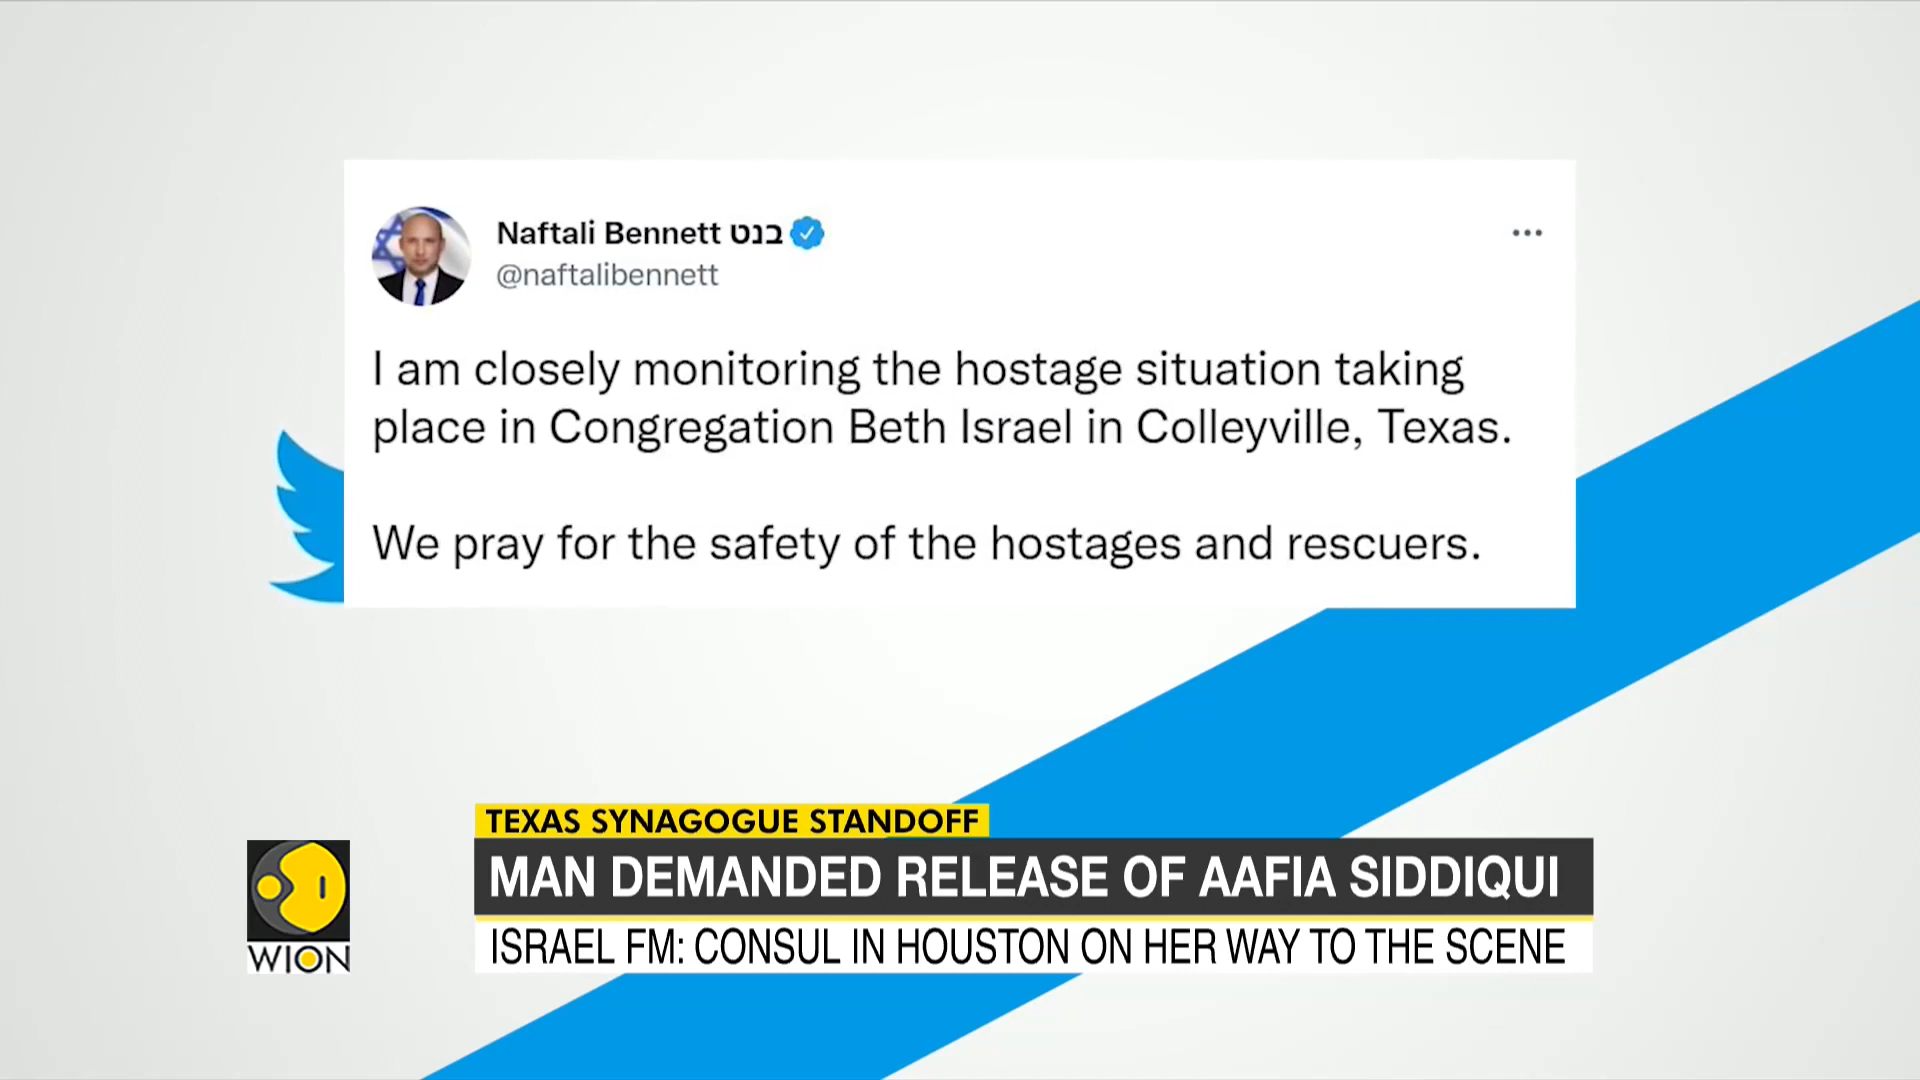 Naftali Bennett בנט
@naftalibennett
I am closely monitoring the hostage situation taking
place in Congregation Beth Israel in Colleyville, Texas.
We pray for the safety of the hostages and rescuers.
TEXAS SYNAGOGUE STANDOFF
MAN DEMANDED RELEASE OF AAFIA SIDDIQUI
ISRAEL FM: CONSUL IN HOUSTON ON HER WAY TO THE SCENE
WION